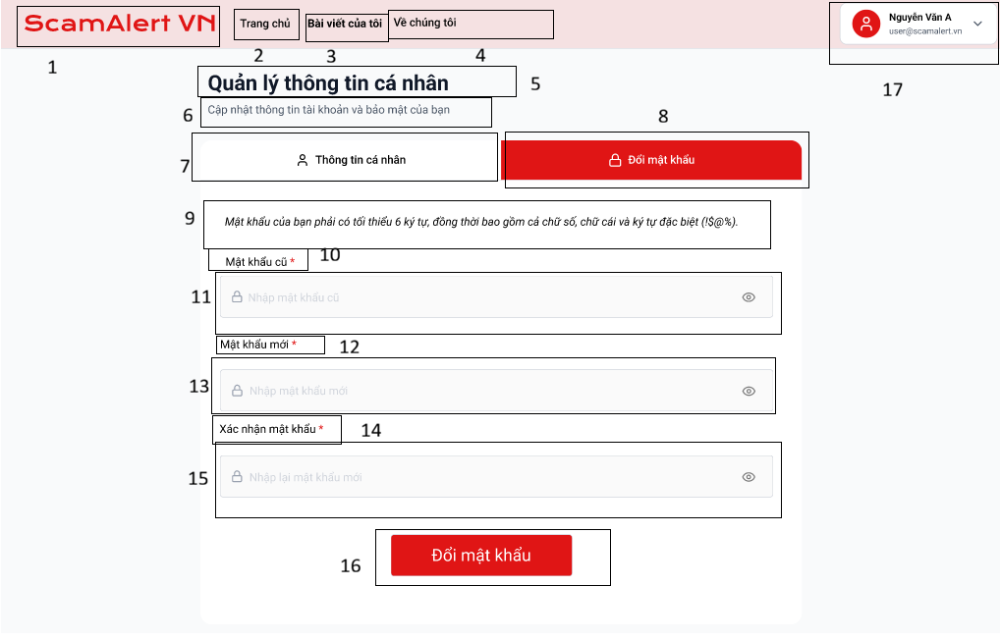 ScamAlert VN
Trang chủ
Bài viết của tôi
Về chúng tôi
Nguyễn Văn A
user@scamalert.vn
1
2
3
4
17
Quản lý thông tin cá nhân
5
6
Cập nhật thông tin tài khoản và bảo mật của bạn
8
7
Thông tin cá nhân
Đổi mật khẩu
9
Mật khẩu của bạn phải có tối thiểu 6 ký tự, đồng thời bao gồm cả chữ số, chữ cái và ký tự đặc biệt (!$@%).
Mật khẩu cũ *
10
11
Nhập mật khẩu cũ
Mật khẩu mới *
12
13
Nhập mật khẩu mới
Xác nhận mật khẩu *
14
15
Nhập lại mật khẩu mới
16
Đổi mật khẩu